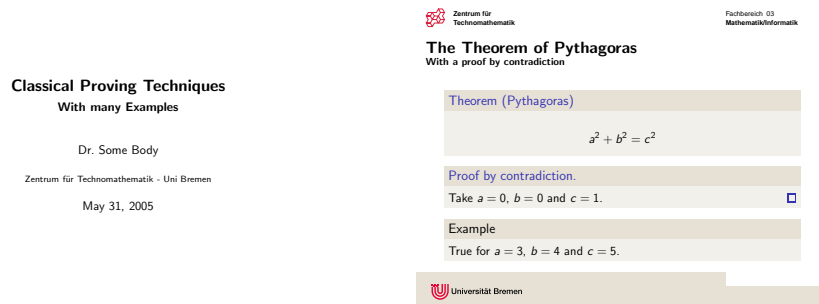 Classical Proving Techniques
With many Examples
Dr. Some Body
Zentrum für Technomathematik - Uni Bremen
May 31, 2005
Zentrum für
Technomathematik
Fachbereich 03
Mathematik/Informatik
The Theorem of Pythagoras
With a proof by contradiction
Theorem (Pythagoras)
a² + b² = c²
Proof by contradiction.
Take a = 0, b = 0 and c = 1.
Example
True for a = 3, b = 4 and c = 5.
Universität Bremen